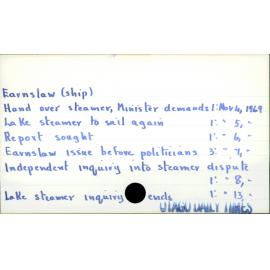 Earnslaw (ship)
Hand over steamer, Minister demands 1: Nov 4, 1969
Lake steamer to sail again 1: " 5, "
Report sought 1: " 6, "
Earnslaw issue before politicians 3: " 7, "
Independent inquiry into steamer dispute
1: " 8, "
Lake steamer inquiry ends 1: " 13, "
OTAGO DAILY TIMES